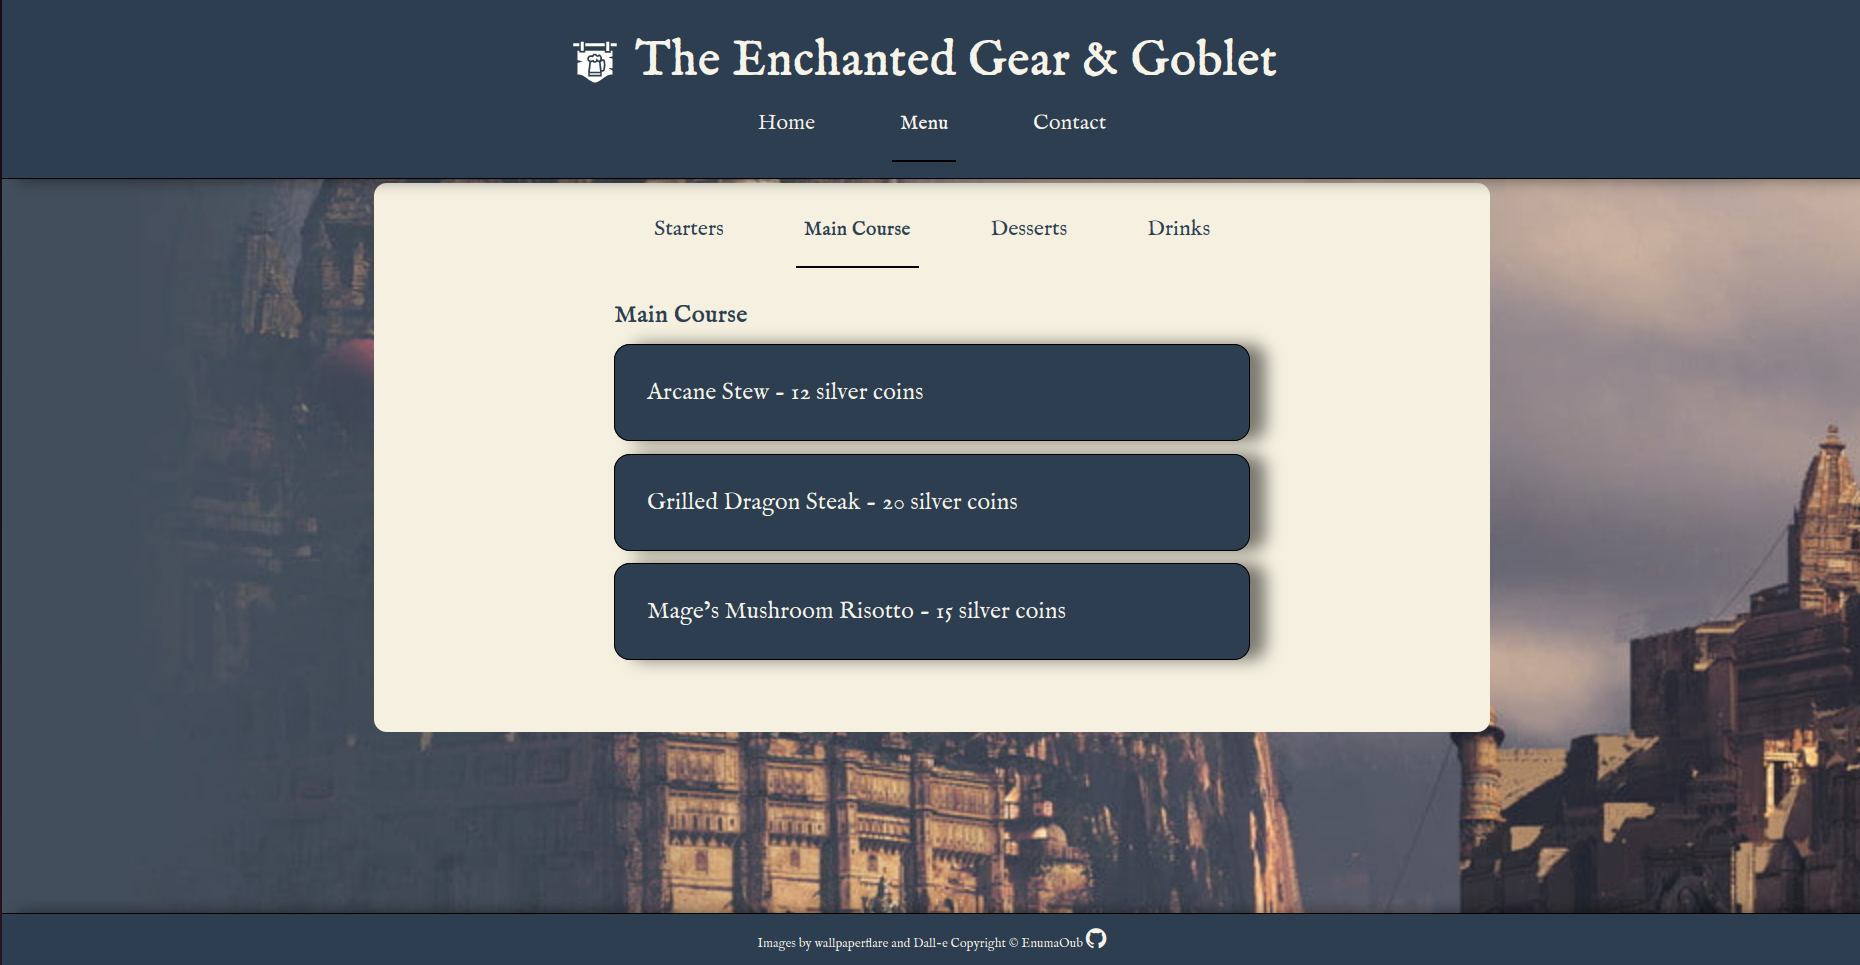 The Enchanted Gear & Goblet
Home Menu Contact
Starters Main Course Desserts Drinks
Main Course
Arcane Stew - 12 silver coins
Grilled Dragon Steak - 20 silver coins
Mage's Mushroom Risotto - 15 silver coins
Images by wallpaperflare and Dall-e Copyright © EnumaOub